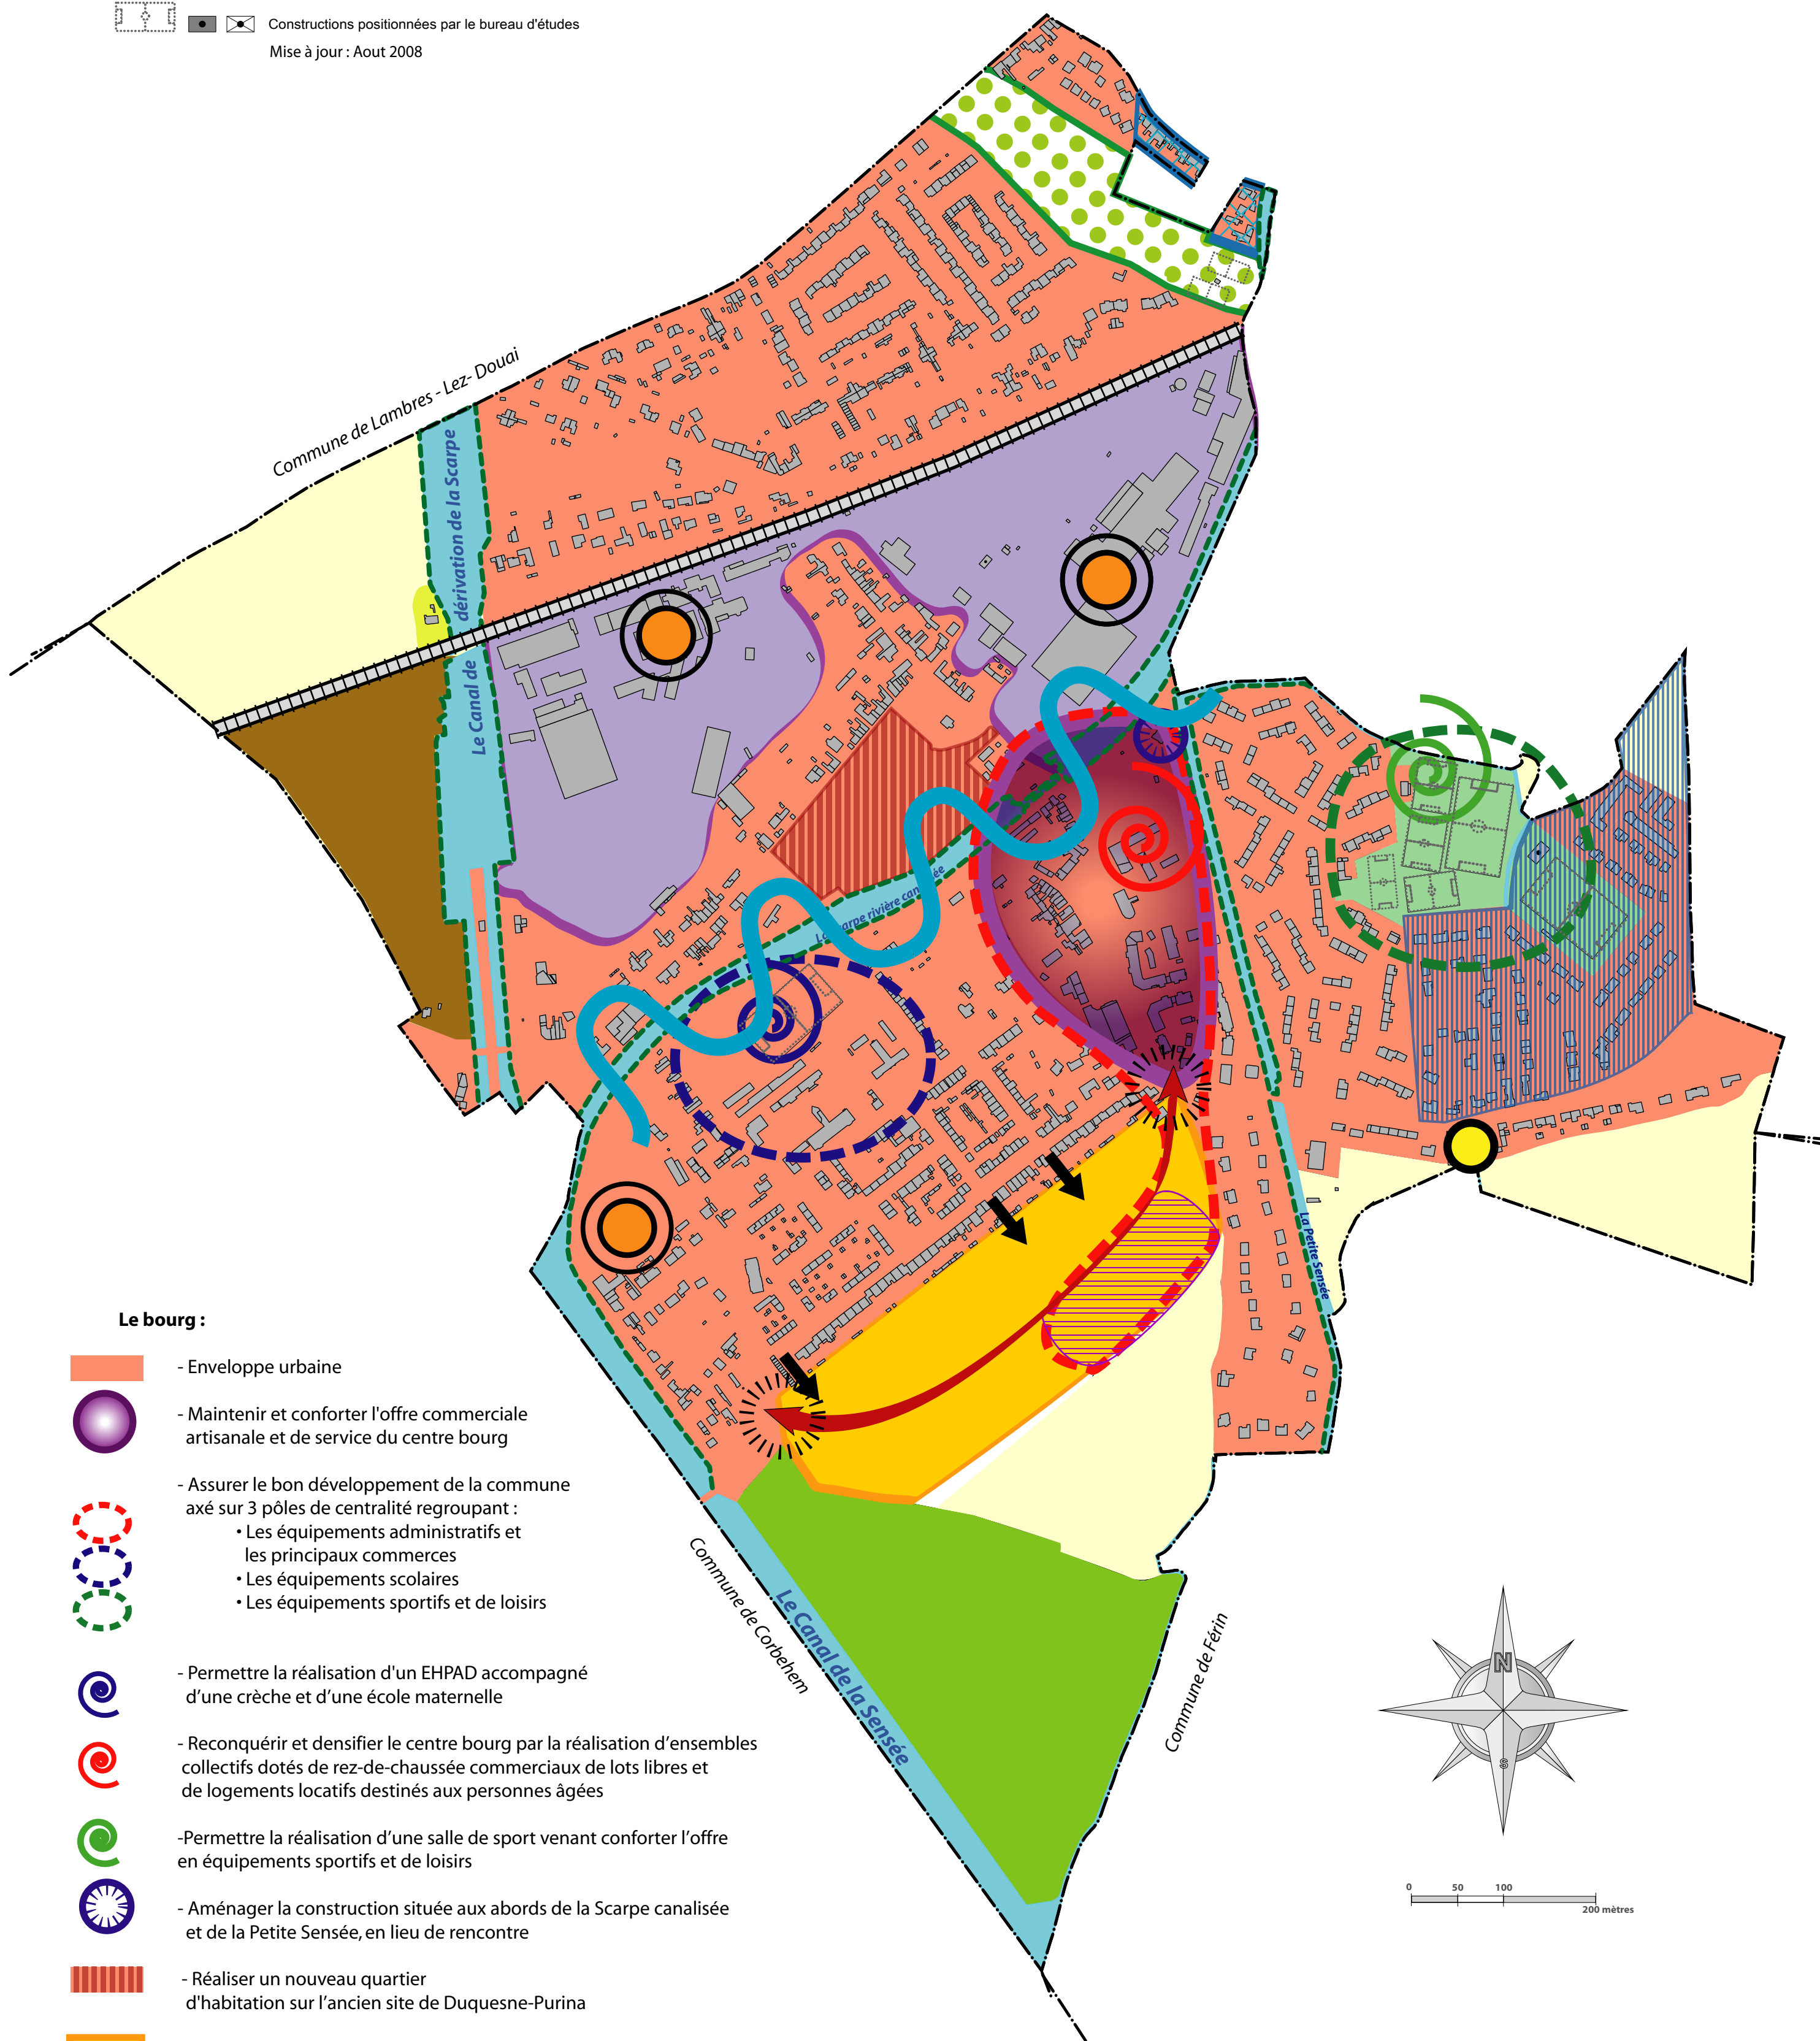 Constructions positionnées par le bureau d'études
Mise à jour : Aout 2008
Commune de Lambres - Lez- Douai
Le Canal de dérivation de la Scarpe
La Petite Sensée
Le bourg :
- Enveloppe urbaine
- Maintenir et conforter l'offre commerciale
artisanale et de service du centre bourg
- Assurer le bon développement de la commune
axé sur 3 pôles de centralité regroupant :
• Les équipements administratifs et
les principaux commerces
• Les équipements scolaires
• Les équipements sportifs et de loisirs
- Permettre la réalisation d'un EHPAD accompagné
d'une crèche et d'une école maternelle
- Reconquérir et densifier le centre bourg par la réalisation d'ensembles
collectifs dotés de rez-de-chaussée commerciaux de lots libres et
de logements locatifs destinés aux personnes âgées
-Permettre la réalisation d'une salle de sport venant conforter l'offre
en équipements sportifs et de loisirs
- Aménager la construction située aux abords de la Scarpe canalisée
et de la Petite Sensée, en lieu de rencontre
- Réaliser un nouveau quartier
d'habitation sur l'ancien site de Duquesne-Purina
Commune de Corbehem
Le Canal de la Sensée
Commune de Férin
N
S
0 50 100
200 mètres